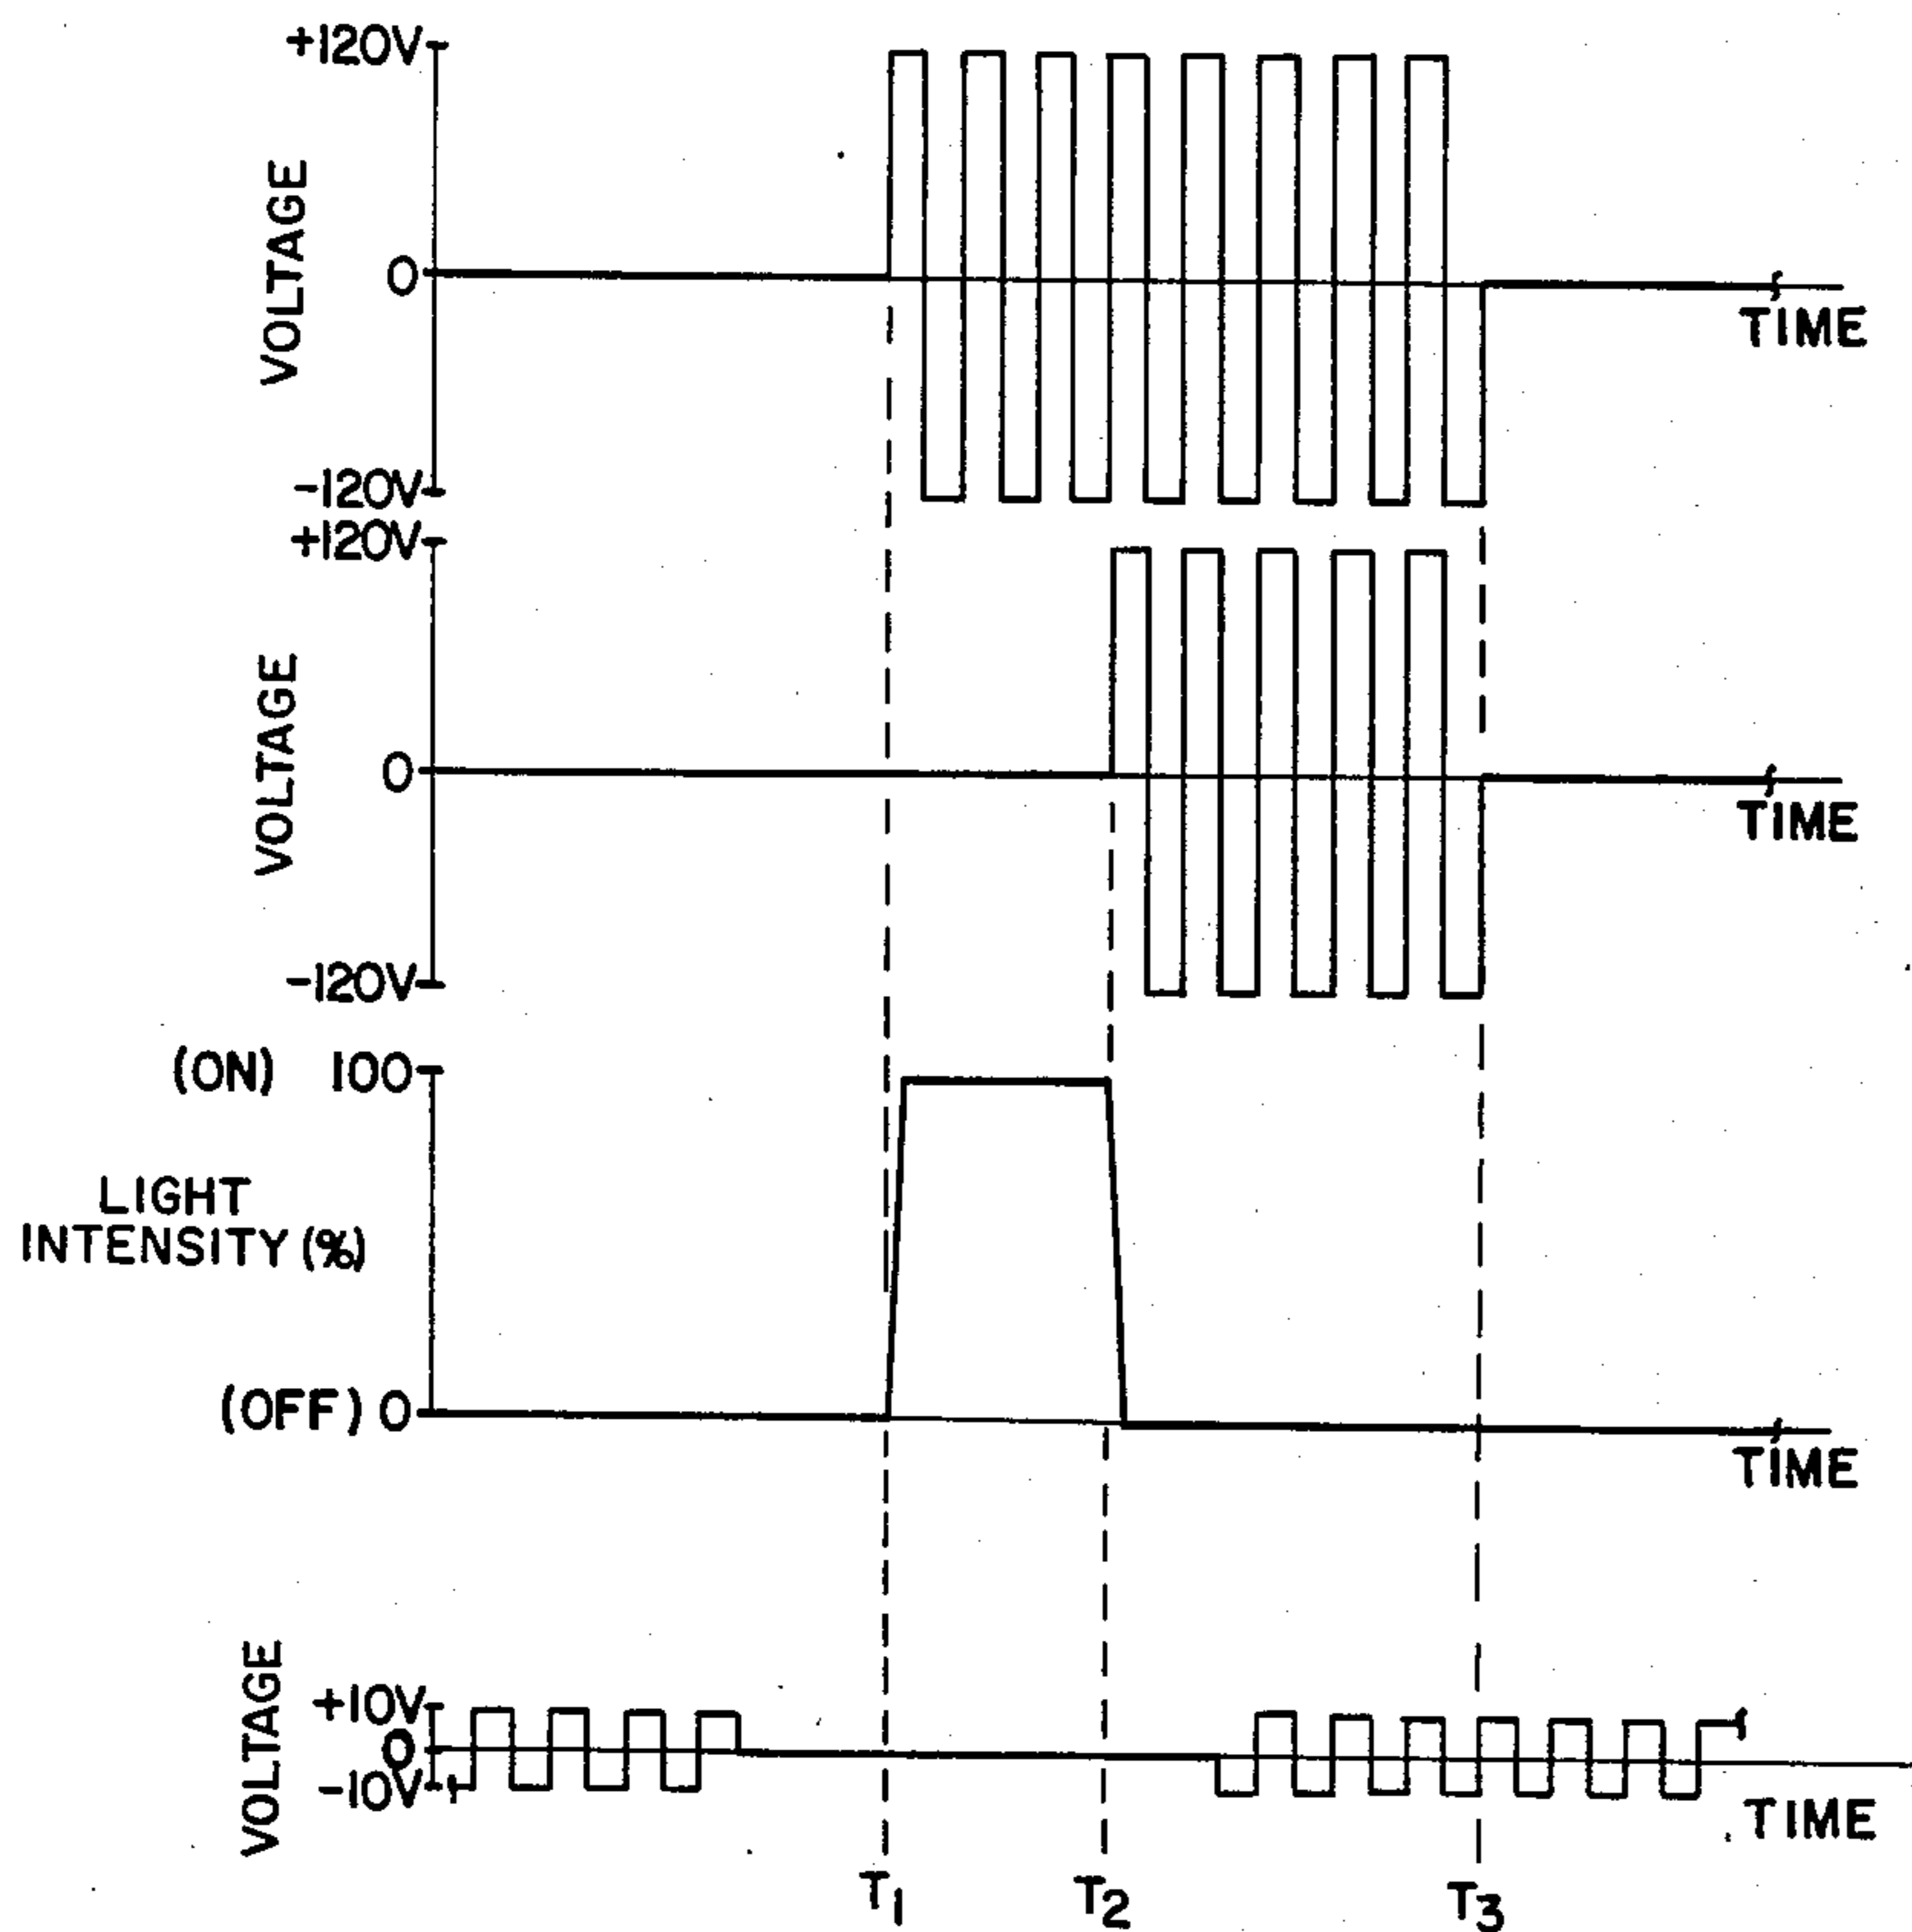 +120V
VOLTAGE
0
TIME
-120V
+120V
VOLTAGE
0
TIME
-120V
(ON) 100
LIGHT
INTENSITY (%)
(OFF) 0
TIME
VOLTAGE
+10V
0
-10V
TIME
T1 T2 T3